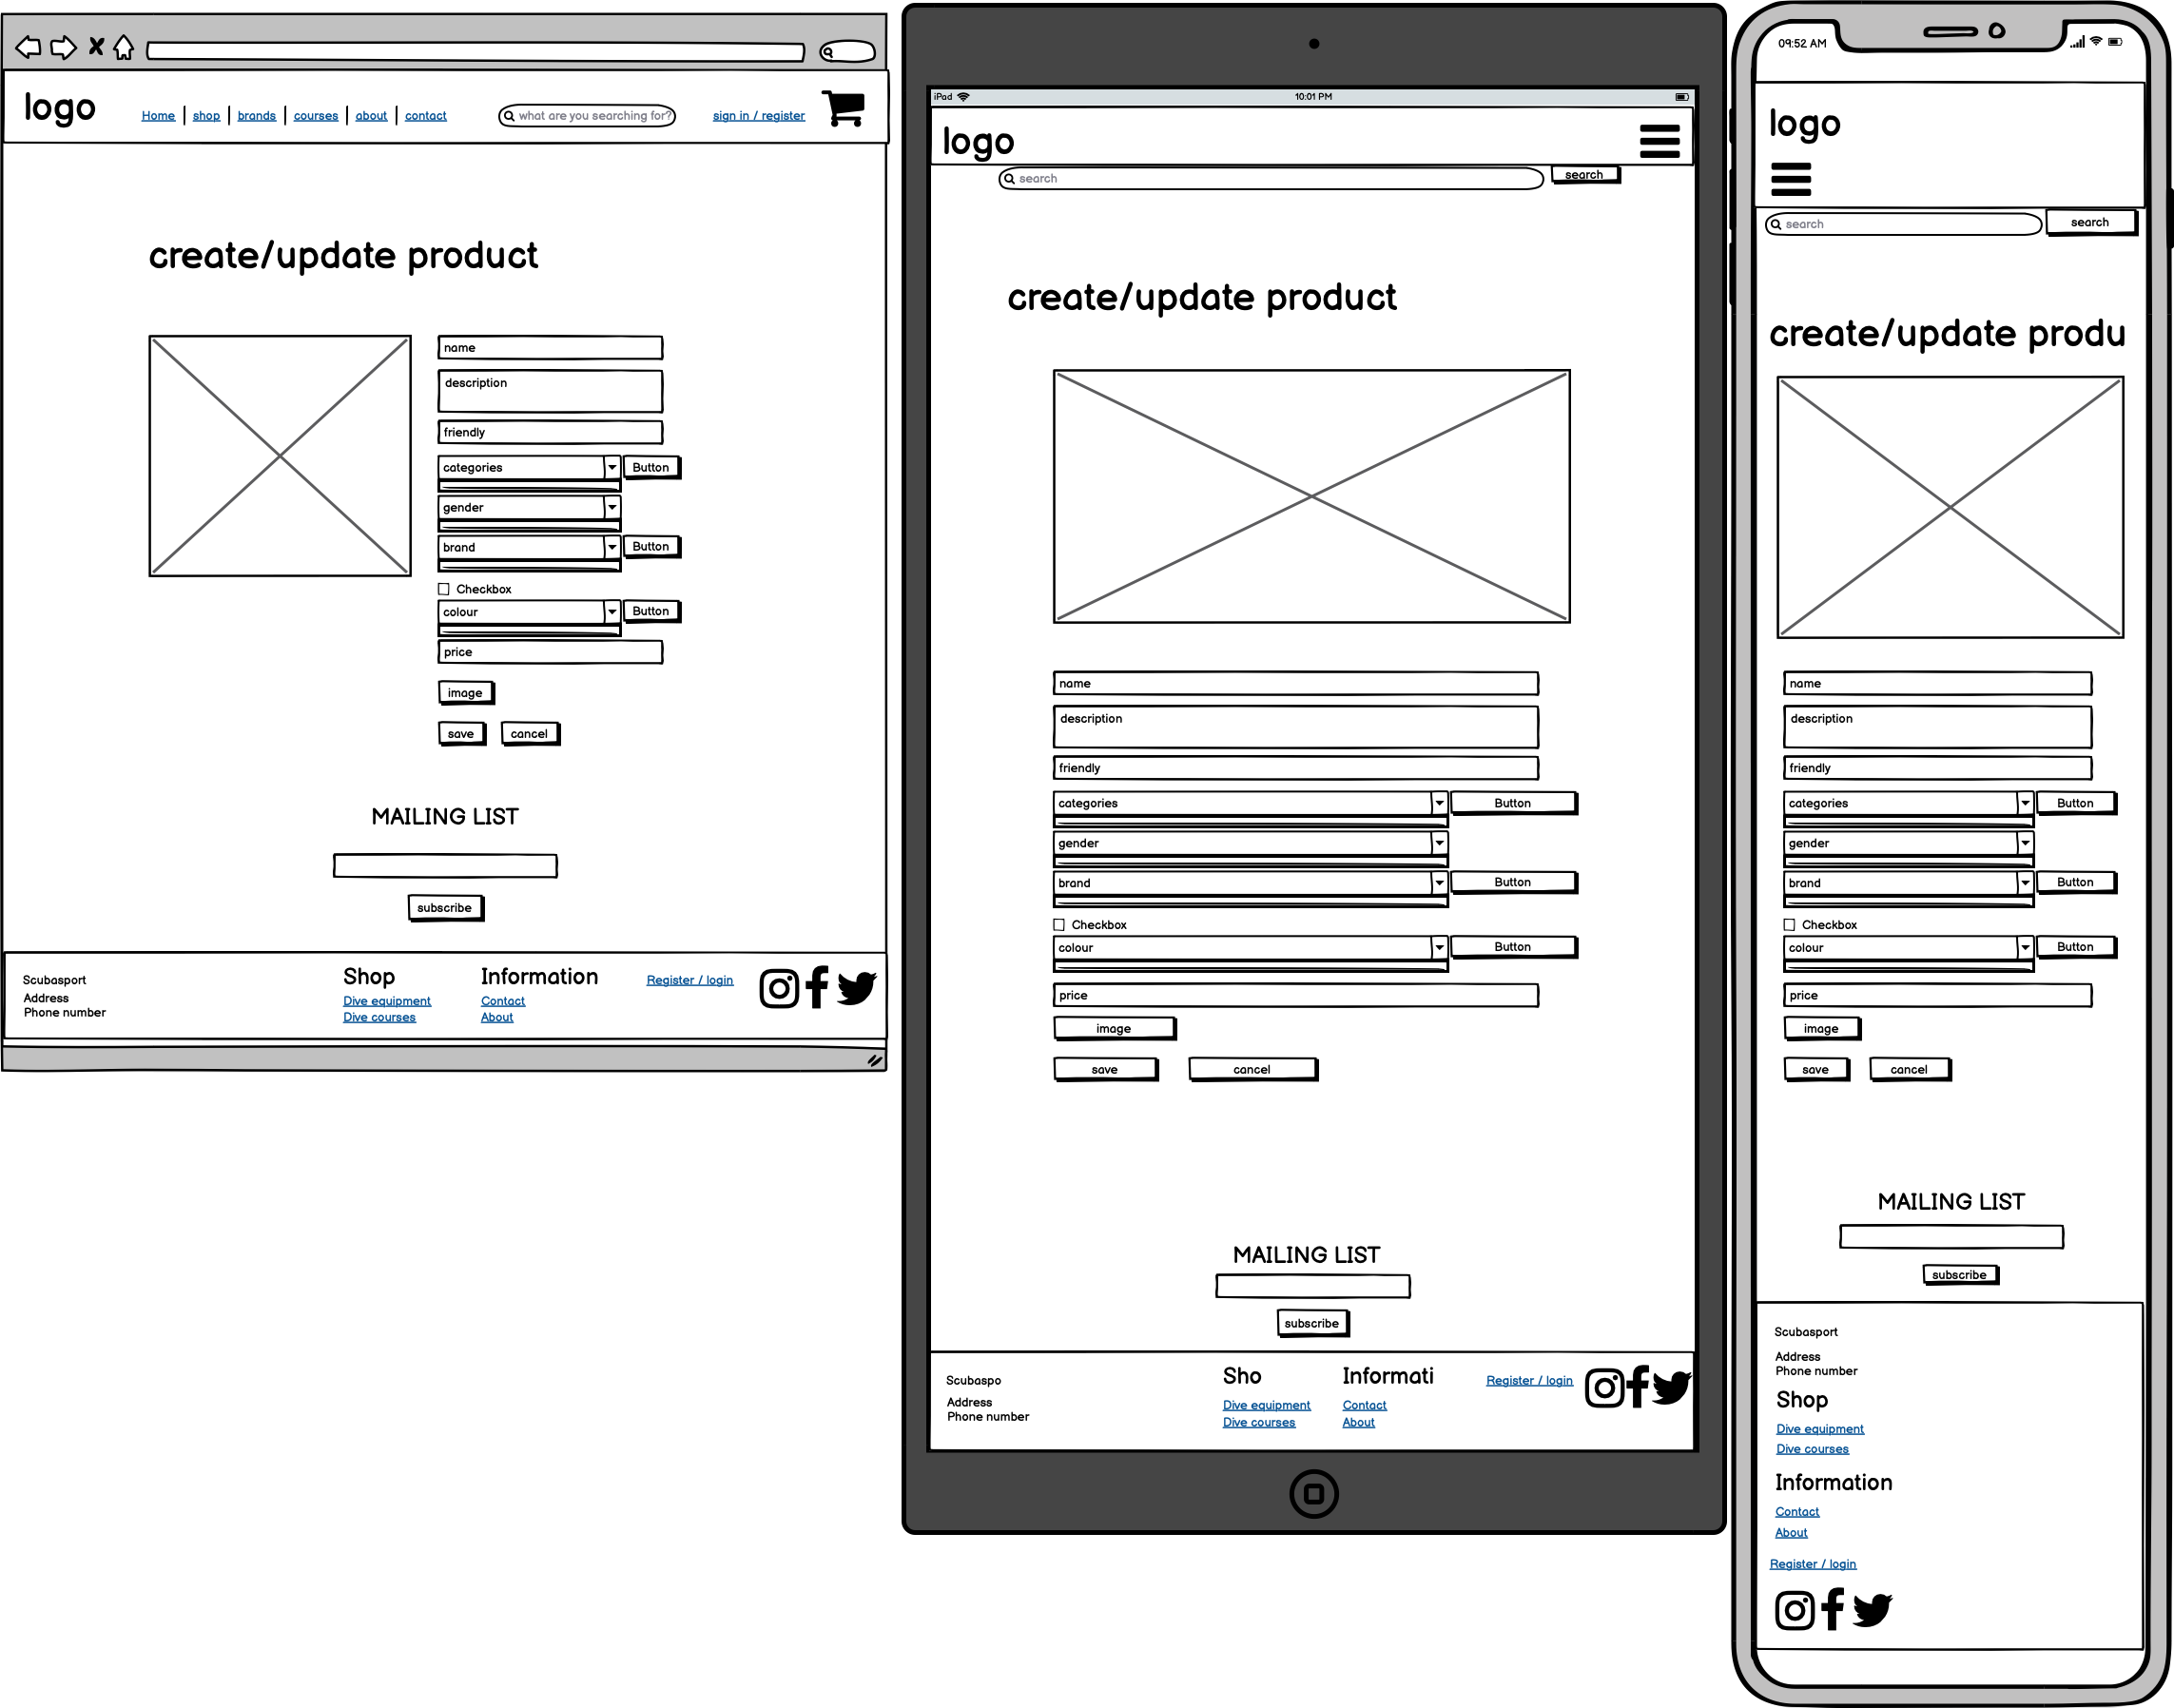 logo
Home shop brands courses about contact
what are you searching for?
sign in / register
create/update product
name
description
friendly
categories Button
gender
brand Button
Checkbox
colour Button
price
image
save cancel
MAILING LIST
subscribe
Scubasport
Address
Phone number
Shop
Dive equipment
Dive courses
Information
Contact
About
Register / login
iPad 10:01 PM
logo
search search
create/update product
name
description
friendly
categories Button
gender
brand Button
Checkbox
colour Button
price
image
save cancel
MAILING LIST
subscribe
Scubaspo
Address
Phone number
Sho
Dive equipment
Dive courses
Informati
Contact
About
Register / login
09:52 AM
logo
search search
create/update produ
name
description
friendly
categories Button
gender
brand Button
Checkbox
colour Button
price
image
save cancel
MAILING LIST
subscribe
Scubasport
Address
Phone number
Shop
Dive equipment
Dive courses
Information
Contact
About
Register / login